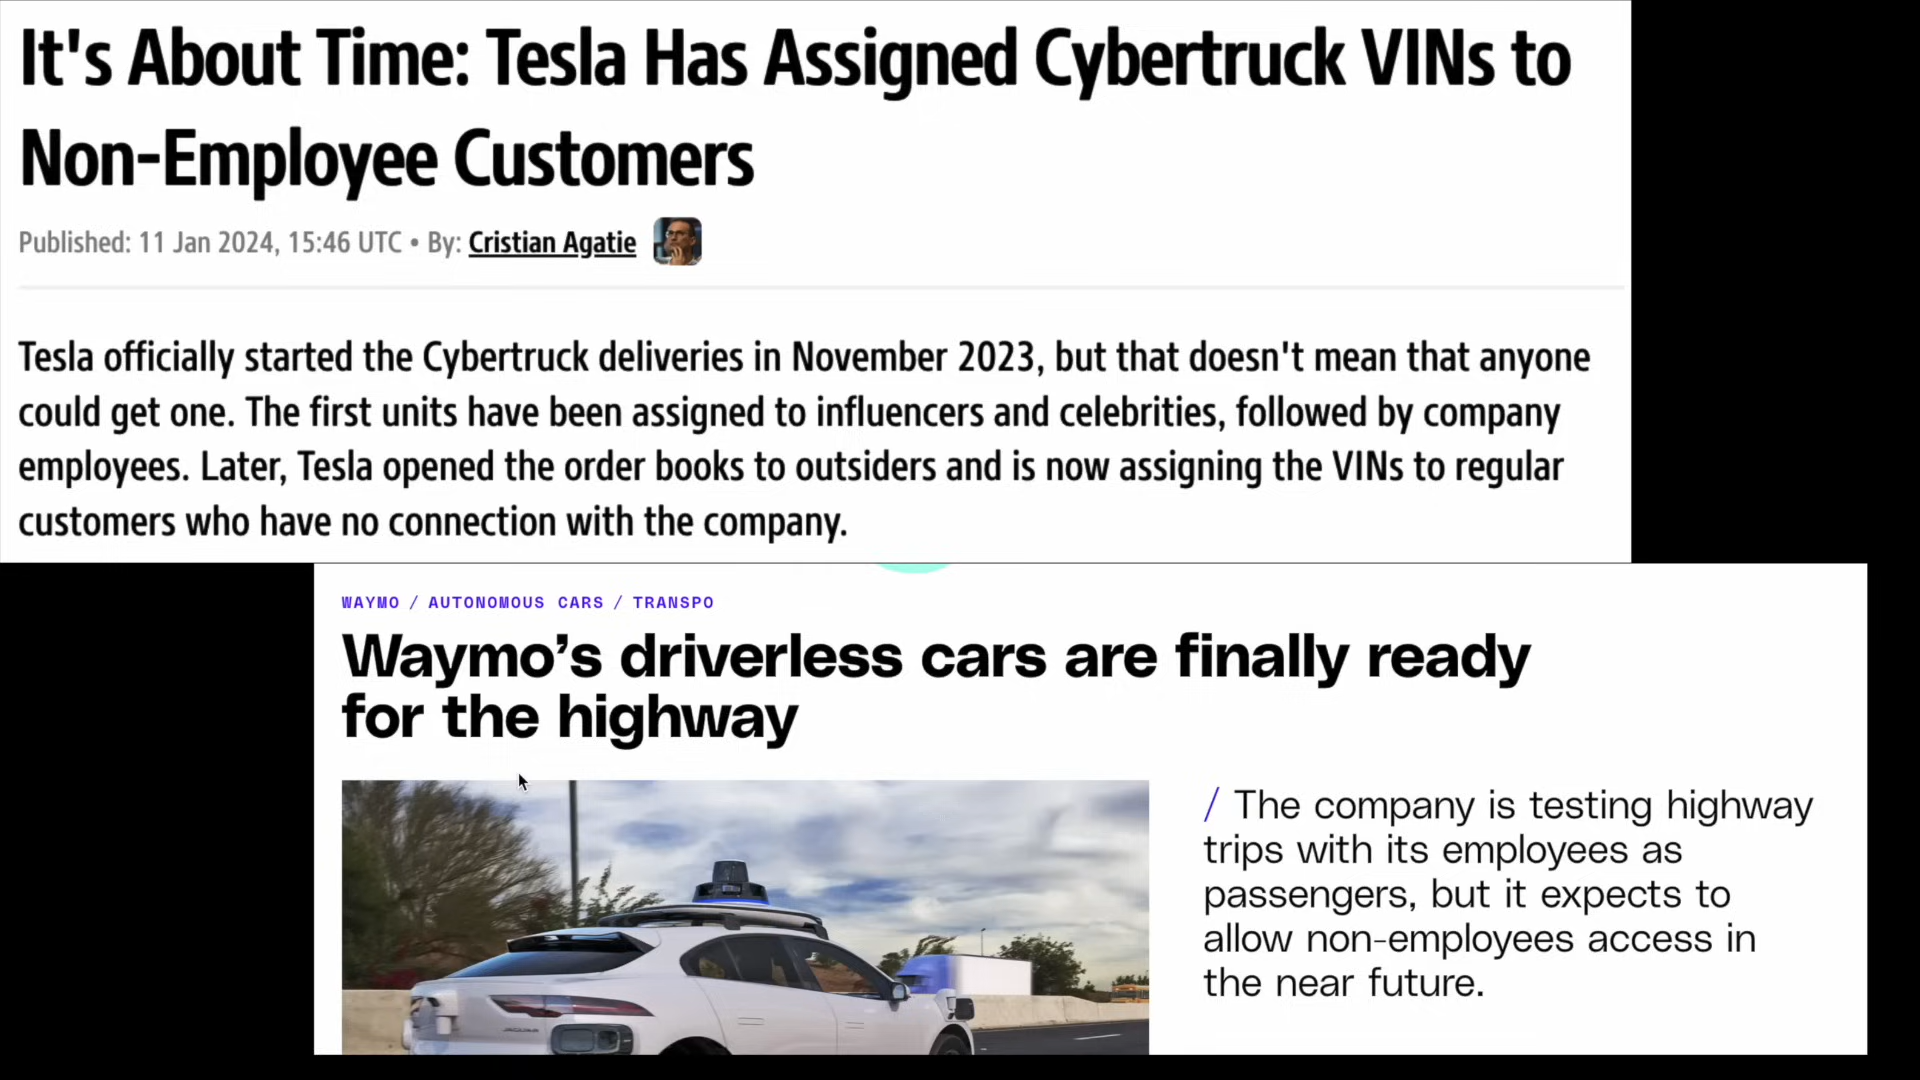 It's About Time: Tesla Has Assigned Cybertruck VINs to
Non-Employee Customers
Published: 11 Jan 2024, 15:46 UTC • By: Cristian Agatie
Tesla officially started the Cybertruck deliveries in November 2023, but that doesn't mean that anyone
could get one. The first units have been assigned to influencers and celebrities, followed by company
employees. Later, Tesla opened the order books to outsiders and is now assigning the VINs to regular
customers who have no connection with the company.
WAYMO / AUTONOMOUS CARS / TRANSPO
Waymo’s driverless cars are finally ready
for the highway
/ The company is testing highway
trips with its employees as
passengers, but it expects to
allow non-employees access in
the near future.
JAGUAR